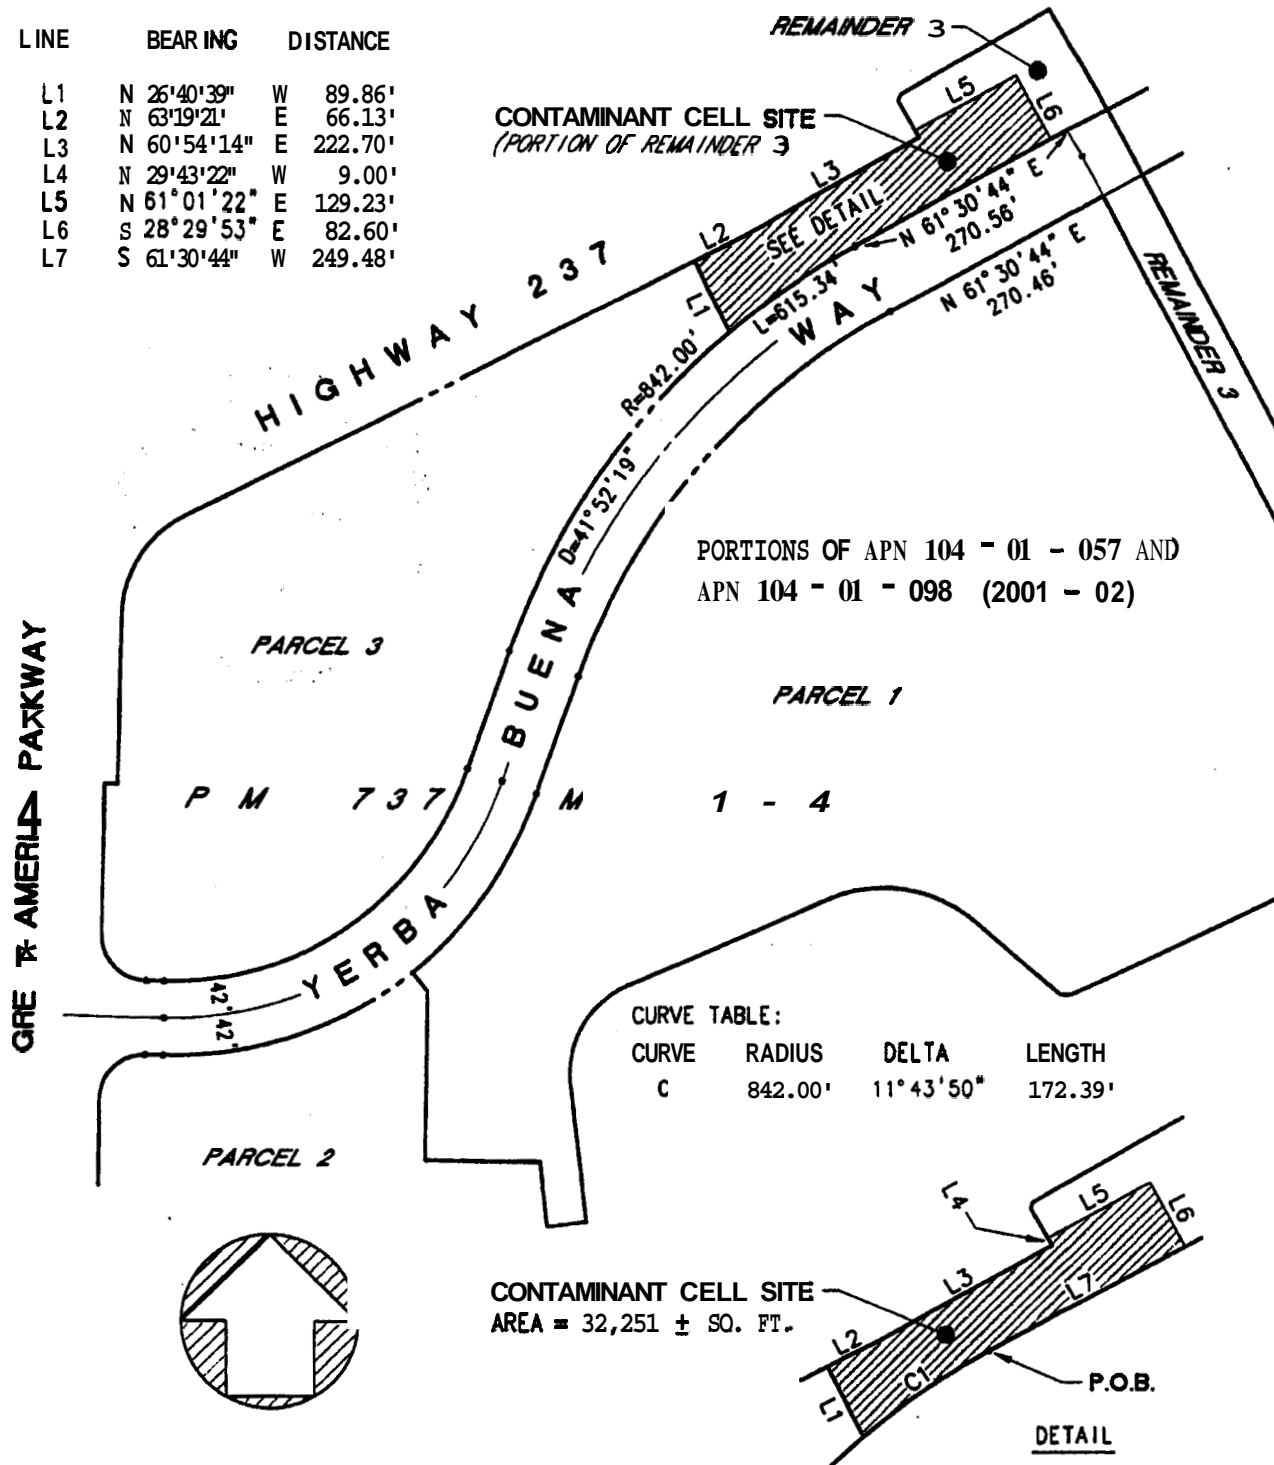 LINE BEARING DISTANCE
L1 N 26'40'39" W 89.86'
L2 N 63'19'21' E 66.13'
L3 N 60'54'14" E 222.70'
L4 N 29'43'22" W 9.00'
L5 N 61°01'22" E 129.23'
L6 S 28°29'53" E 82.60'
L7 S 61'30'44" W 249.48'
REMAINDER 3
CONTAMINANT CELL SITE
(PORTION OF REMAINDER 3
L5
L6
L3
L2
L1
SEE DETAIL
N 61°30'44" E
270.56'
N 61°30'44" E
270.46'
REMAINDER 3
HIGHWAY 237
L=615.34'
R=842.00'
D=41°52'19"
YERBA BUENA WAY
PORTIONS OF APN 104 - 01 - 057 AND
APN 104 - 01 - 098 (2001 - 02)
PARCEL 3
PARCEL 1
PM 737 M 1 - 4
GRE AMERI4 PARKWAY
42'
42'
CURVE TABLE:
CURVE RADIUS DELTA LENGTH
C 842.00' 11°43'50" 172.39'
PARCEL 2
L4
L5
L6
L3
L7
CONTAMINANT CELL SITE
AREA = 32,251 ± SO. FT.
L2
C1
L1
P.O.B.
DETAIL